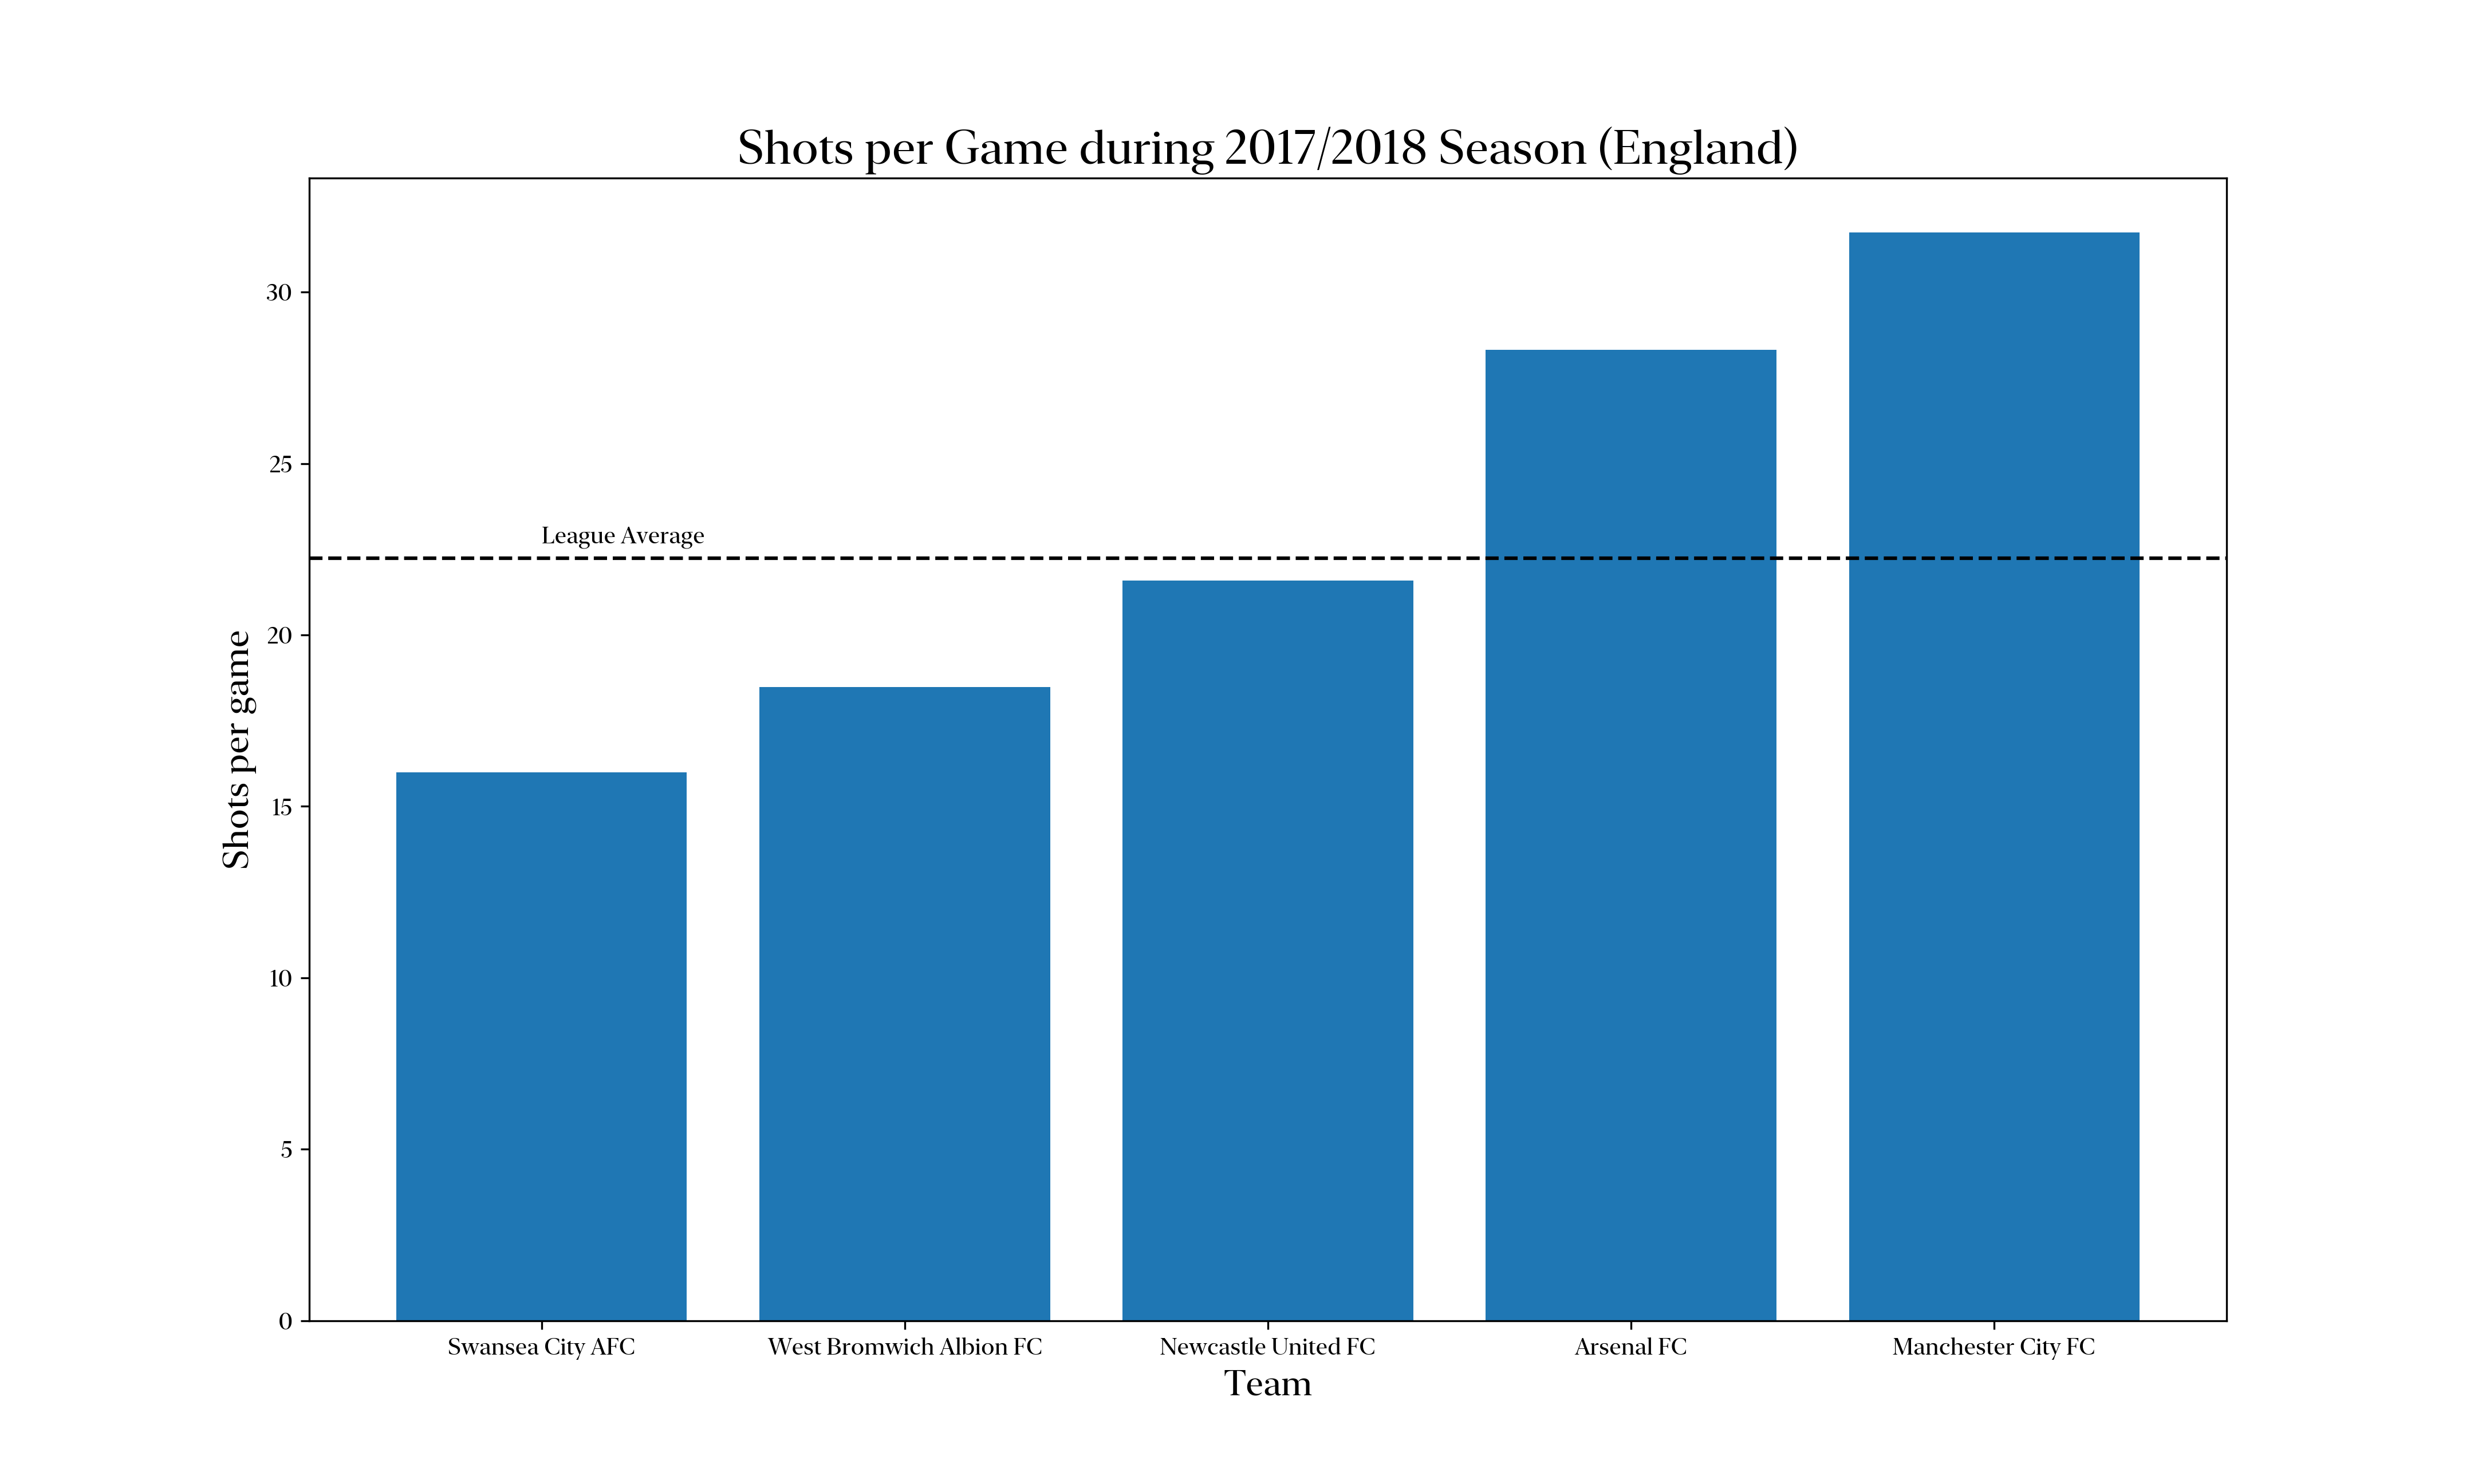 Shots per Game during 2017/2018 Season (England)
30
25
League Average
20
15
10
5
0
Shots per game
Swansea City AFC West Bromwich Albion FC Newcastle United FC Arsenal FC Manchester City FC
Team